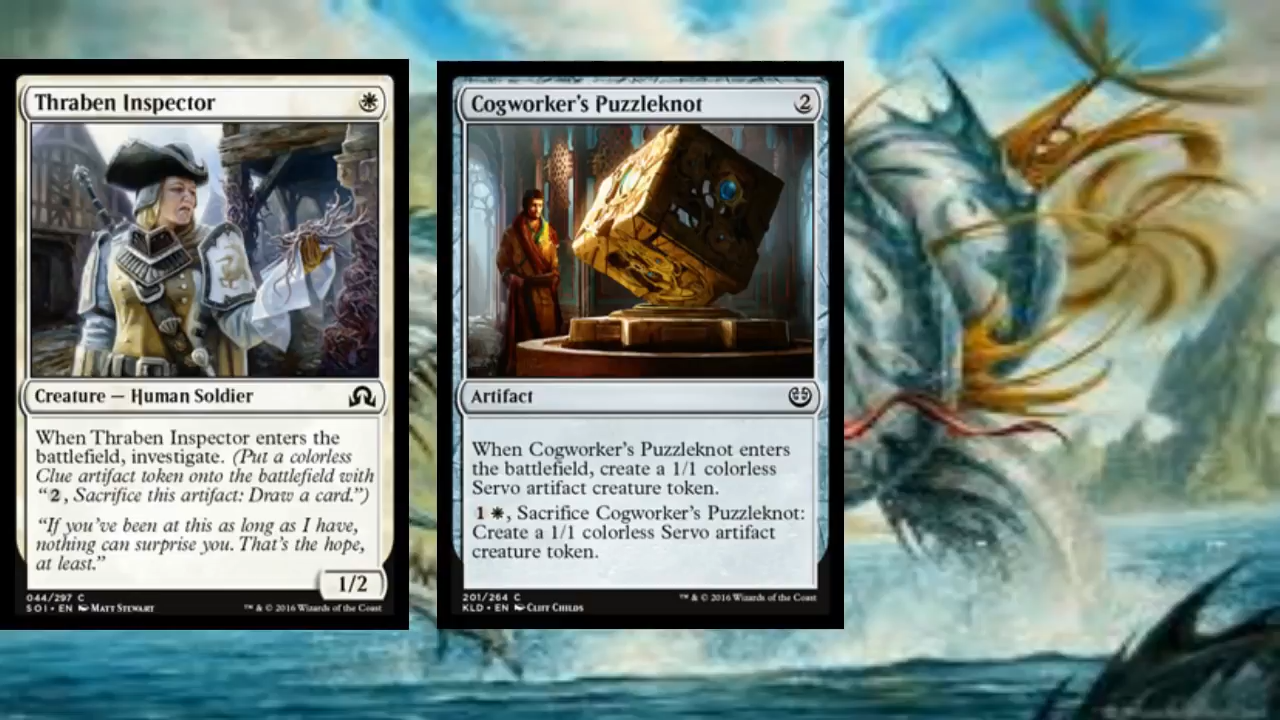 Thraben Inspector
Creature — Human Soldier
When Thraben Inspector enters the
battlefield, investigate. (Put a colorless
Clue artifact token onto the battlefield with
“2, Sacrifice this artifact: Draw a card.”)
“If you’ve been at this as long as I have,
nothing can surprise you. That’s the hope,
at least.”
1/2
044/297 C
SOI • EN Matt Stewart
™ & © 2016 Wizards of the Coast
Cogworker’s Puzzleknot 2
Artifact
When Cogworker’s Puzzleknot enters
the battlefield, create a 1/1 colorless
Servo artifact creature token.
1 , Sacrifice Cogworker’s Puzzleknot:
Create a 1/1 colorless Servo artifact
creature token.
201/264 C
KLD • EN Cliff Childs
™ & © 2016 Wizards of the Coast